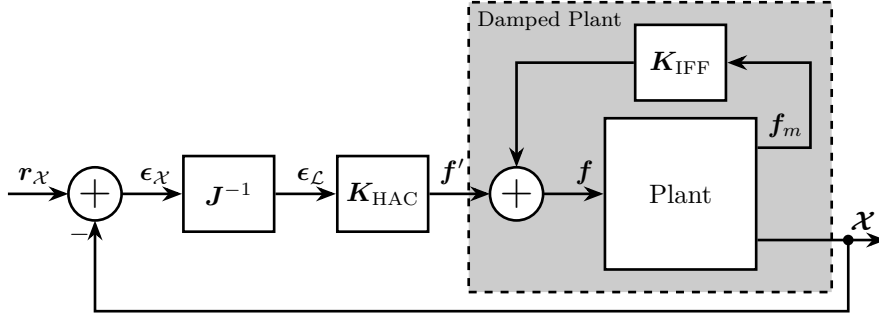 Damped Plant
K_IFF
f_m
r_𝒳
ϵ_𝒳
J^{-1}
ϵ_ℒ
K_HAC
f′
f
Plant
𝒳
+
−
+